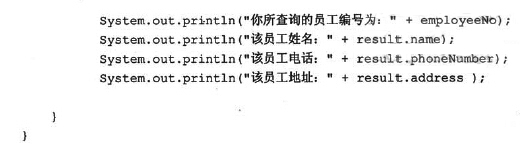 System.out.println("你所查询的员工编号为：" + employeeNo);
System.out.println("该员工姓名：" + result.name);
System.out.println("该员工电话：" + result.phoneNumber);
System.out.println("该员工地址：" + result.address );
}
}